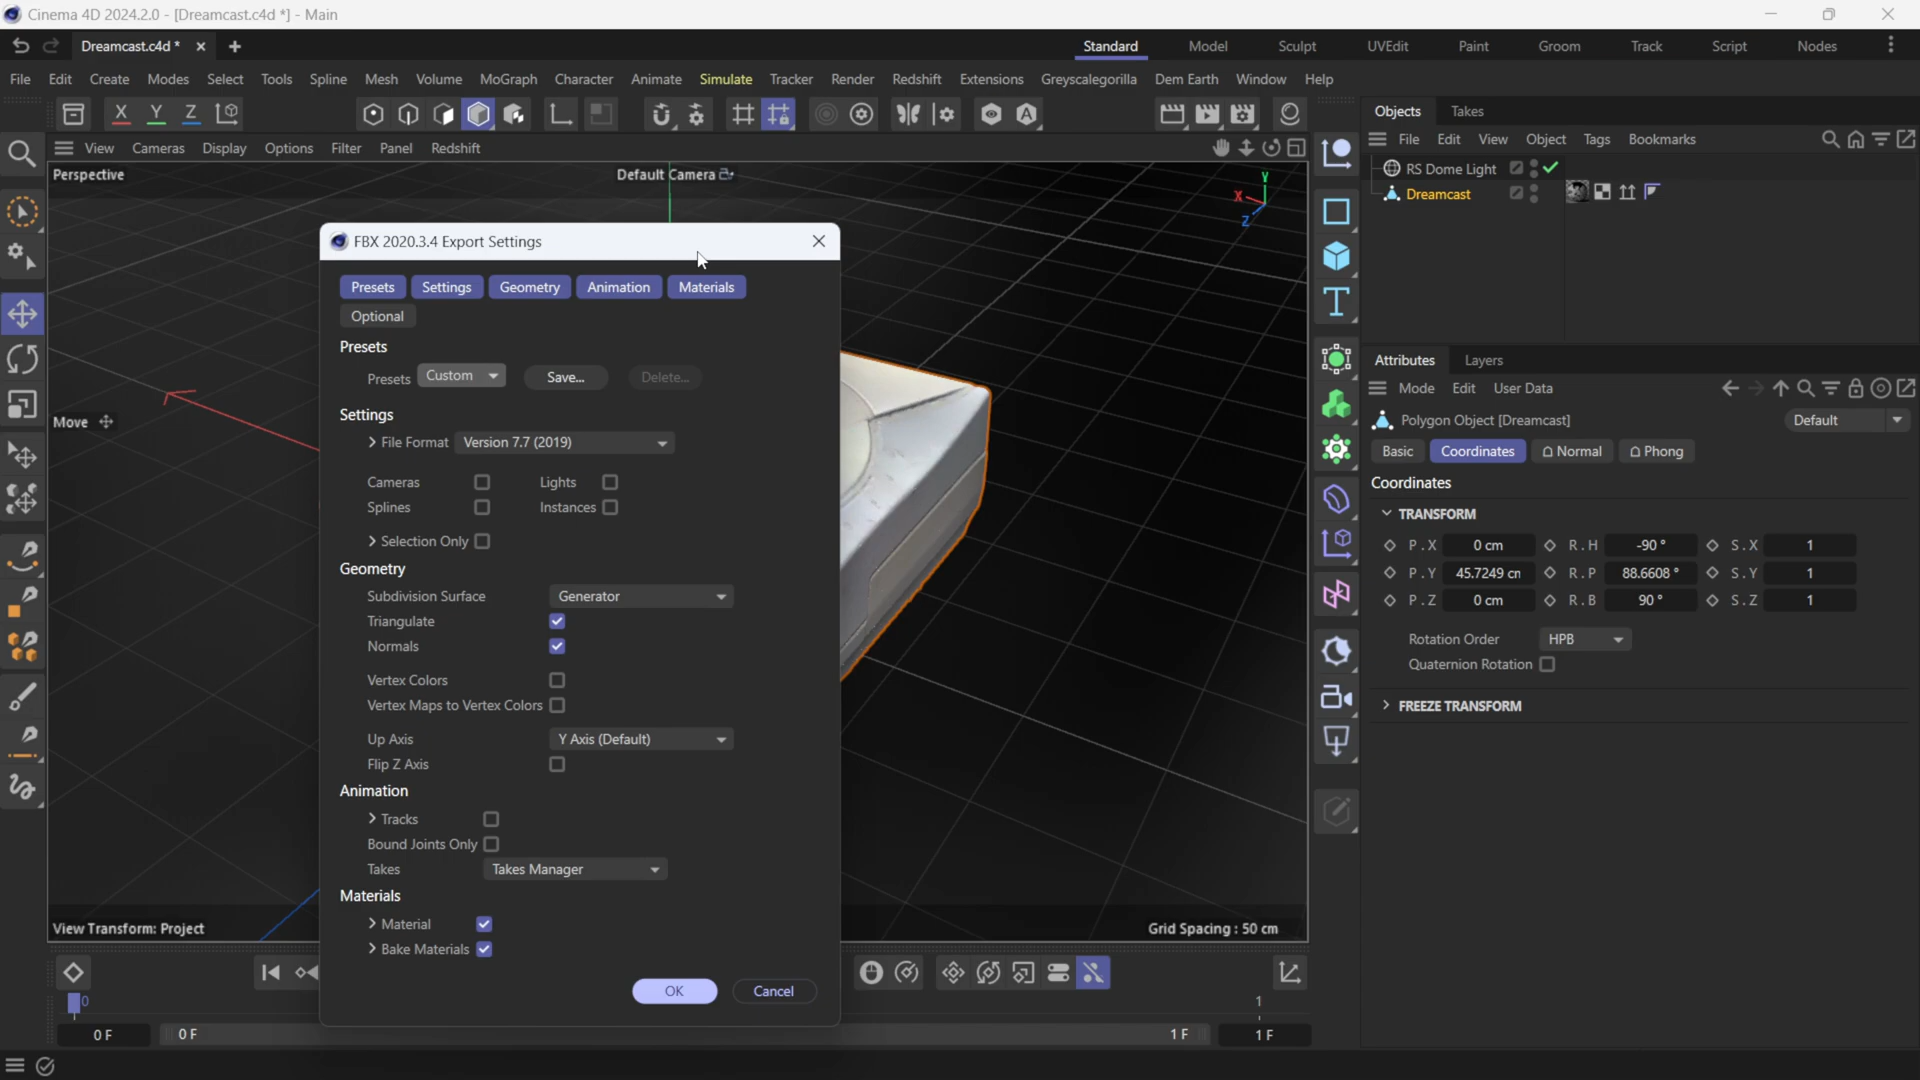 Cinema 4D 2024.2.0 - [Dreamcast.c4d *] - Main
Dreamcast.c4d *
Standard Model Sculpt UVEdit Paint Groom Track Script Nodes
File Edit Create Modes Select Tools Spline Mesh Volume MoGraph Character Animate Simulate Tracker Render Redshift Extensions Greyscalegorilla Dem Earth Window Help
X Y Z
Objects Takes
View Cameras Display Options Filter Panel Redshift
File Edit View Object Tags Bookmarks
Perspective
Default Camera
Y
X
Z
RS Dome Light
Dreamcast
Move
FBX 2020.3.4 Export Settings
Presets Settings Geometry Animation Materials
Optional
Presets
Presets Custom Save... Delete...
Settings
File Format Version 7.7 (2019)
Cameras Lights
Splines Instances
Selection Only
Geometry
Subdivision Surface Generator
Triangulate
Normals
Vertex Colors
Vertex Maps to Vertex Colors
Up Axis Y Axis (Default)
Flip Z Axis
Animation
Tracks
Bound Joints Only
Takes Takes Manager
Materials
Material
Bake Materials
OK Cancel
Attributes Layers
Mode Edit User Data
Polygon Object [Dreamcast] Default
Basic Coordinates Normal Phong
Coordinates
TRANSFORM
P.X 0 cm R.H -90 ° S.X 1
P.Y 45.7249 cm R.P 88.6608 ° S.Y 1
P.Z 0 cm R.B 90 ° S.Z 1
Rotation Order HPB
Quaternion Rotation
FREEZE TRANSFORM
View Transform: Project
Grid Spacing : 50 cm
0 1
0 F 0 F 1 F 1 F